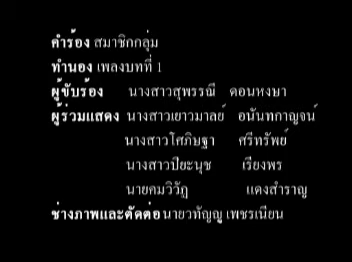 คำร้อง สมาชิกกลุ่ม
ทำนอง เพลงบทที่ 1
ผู้ขับร้อง นางสาวสุพรรณี ดอนหงษา
ผู้ร่วมแสดง นางสาวเยาวมาลย์ อนันทกาญจน์
นางสาวโศภิษฐา ศรีทรัพย์
นางสาวปิยะนุช เรียงพร
นายคมวิวัฎ แดงสำราญ
ช่างภาพและตัดต่อ นายวทัญญู เพชรเนียน